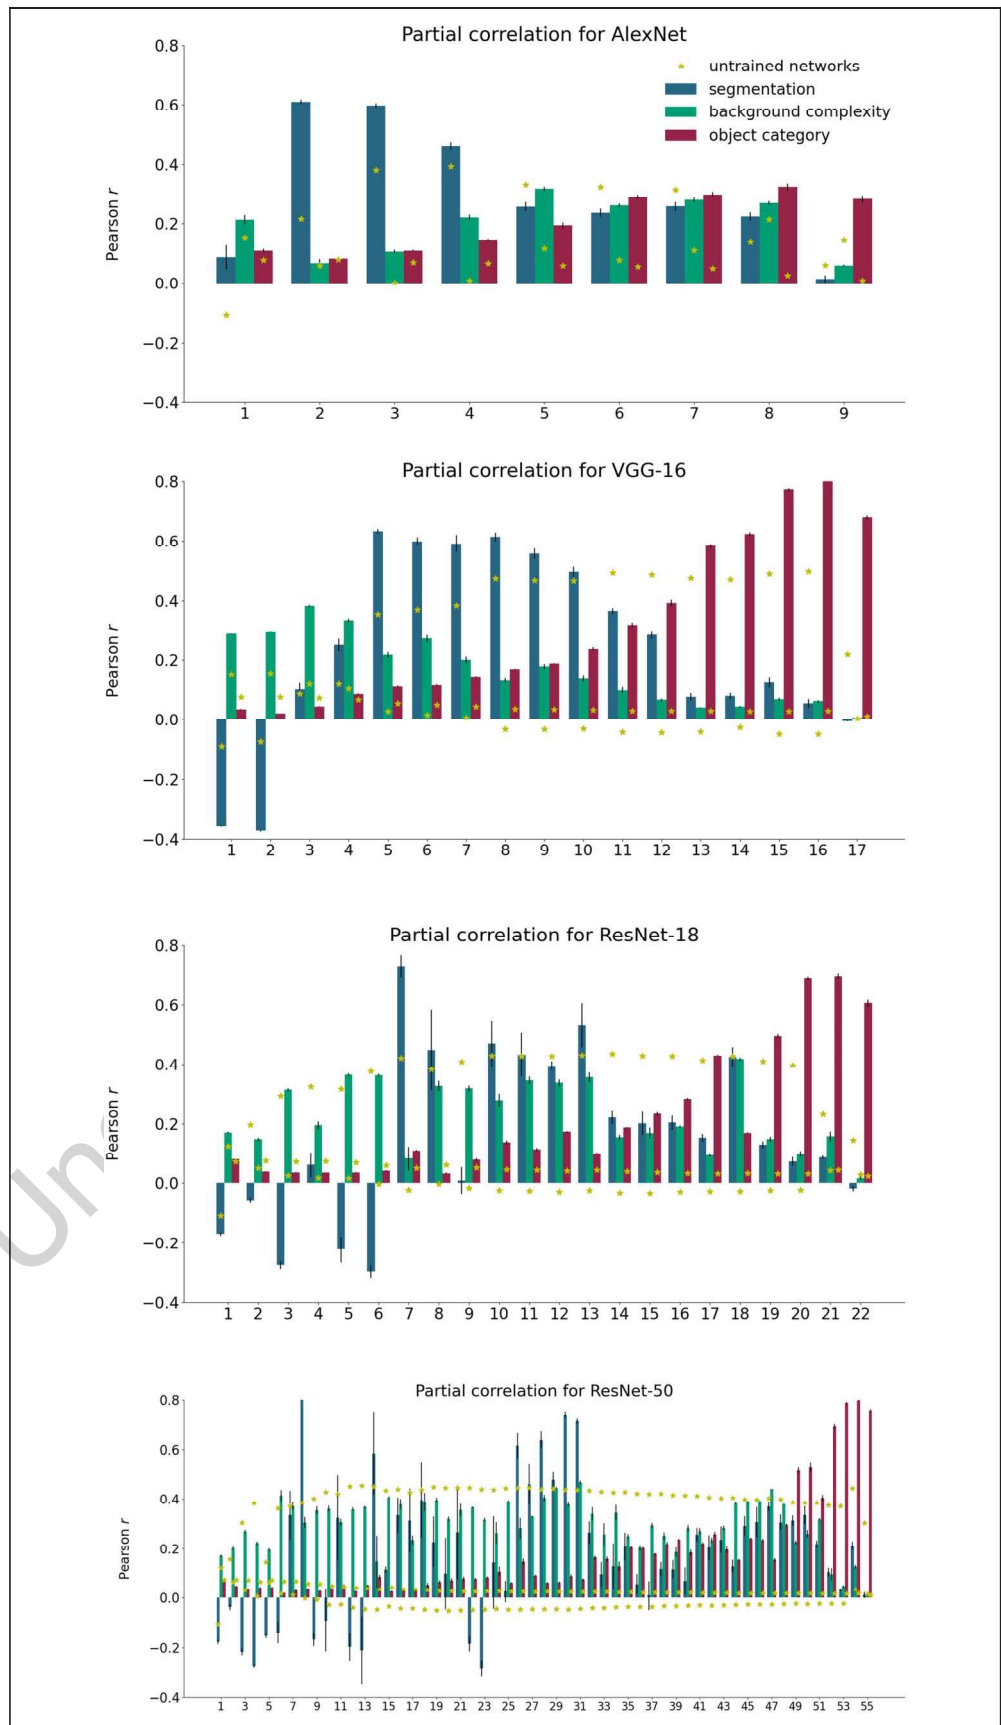 Partial correlation for AlexNet
untrained networks
segmentation
background complexity
object category
Pearson r
0.8
0.6
0.4
0.2
0.0
−0.2
−0.4
1 2 3 4 5 6 7 8 9
Partial correlation for VGG-16
Pearson r
0.8
0.6
0.4
0.2
0.0
−0.2
−0.4
1 2 3 4 5 6 7 8 9 10 11 12 13 14 15 16 17
Partial correlation for ResNet-18
Pearson r
0.8
0.6
0.4
0.2
0.0
−0.2
−0.4
1 2 3 4 5 6 7 8 9 10 11 12 13 14 15 16 17 18 19 20 21 22
Un
Partial correlation for ResNet-50
Pearson r
0.8
0.6
0.4
0.2
0.0
−0.2
−0.4
1 3 5 7 9 11 13 15 17 19 21 23 25 27 29 31 33 35 37 39 41 43 45 47 49 51 53 55